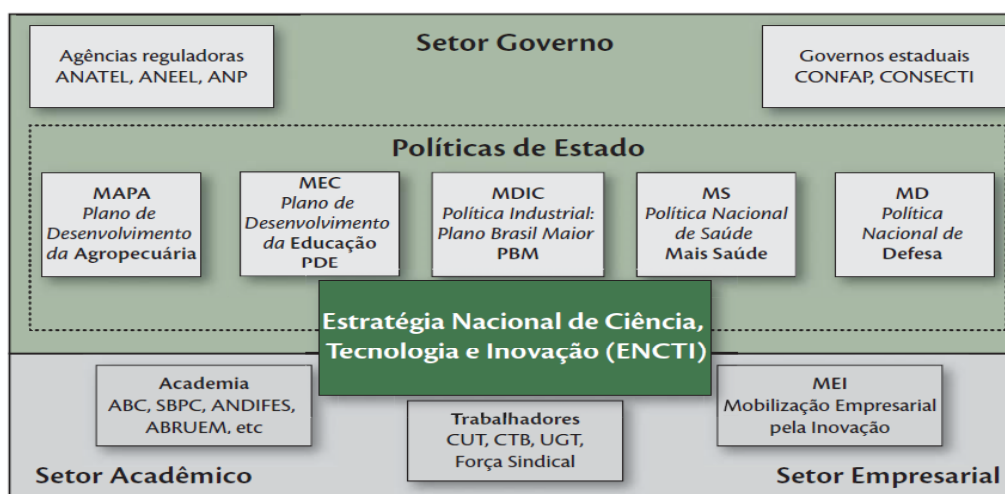 Setor Governo
Agências reguladoras
ANATEL, ANEEL, ANP
Governos estaduais
CONFAP, CONSECTI
Políticas de Estado
MAPA
Plano de
Desenvolvimento
da Agropecuária
MEC
Plano de
Desenvolvimento
da Educação
PDE
MDIC
Política Industrial:
Plano Brasil Maior
PBM
MS
Política Nacional
de Saúde
Mais Saúde
MD
Política
Nacional de
Defesa
Estratégia Nacional de Ciência,
Tecnologia e Inovação (ENCTI)
Academia
ABC, SBPC, ANDIFES,
ABRUEM, etc
Trabalhadores
CUT, CTB, UGT,
Força Sindical
MEI
Mobilização Empresarial
pela Inovação
Setor Acadêmico
Setor Empresarial